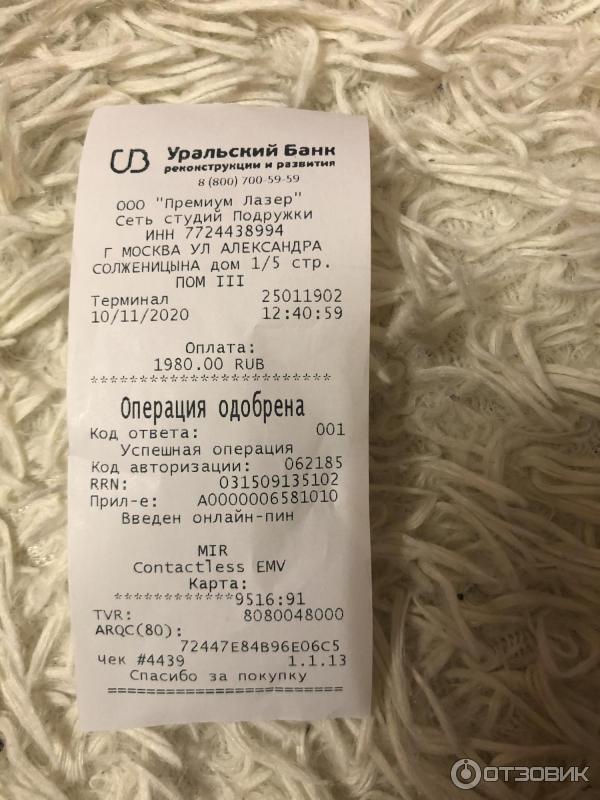 UB Уральский Банк
реконструкции и развития
8 (800) 700-59-59
ООО "Премиум Лазер"
Сеть студий Подружки
ИНН 7724438994
Г МОСКВА УЛ АЛЕКСАНДРА
СОЛЖЕНИЦЫНА дом 1/5 стр.
ПОМ III
Терминал 25011902
10/11/2020 12:40:59
Оплата:
1980.00 RUB
*************************
Операция одобрена
Код ответа: 001
Успешная операция
Код авторизации: 062185
RRN: 031509135102
Прил-е: A0000006581010
Введен онлайн-пин
MIR
Contactless EMV
Карта:
************9516:91
TVR: 8080048000
ARQC(80):
72447E84B96E06C5
Чек #4439 1.1.13
Спасибо за покупку
=========================
ОТЗОВИК